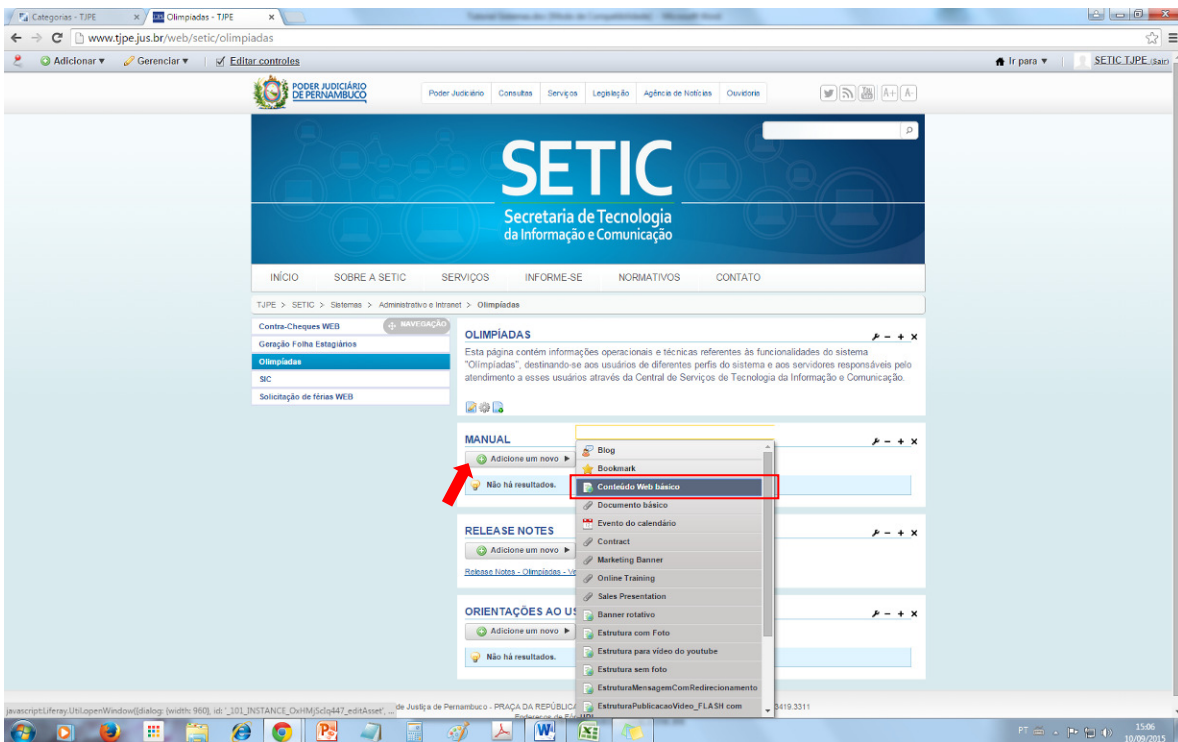 Categorias - TJPE
Olimpíadas - TJPE
www.tjpe.jus.br/web/setic/olimpiadas
Adicionar Gerenciar Editar controles
Ir para SETIC TJPE (Sair)
PODER JUDICIÁRIO
DE PERNAMBUCO
Poder Judiciário Consultas Serviços Legislação Agência de Notícias Ouvidoria
A+ A-
SETIC
Secretaria de Tecnologia
da Informação e Comunicação
INÍCIO SOBRE A SETIC SERVIÇOS INFORME-SE NORMATIVOS CONTATO
TJPE > SETIC > Sistemas > Administrativo e Intranet > Olimpíadas
NAVEGAÇÃO
Contra-Cheques WEB
Geração Folha Estagiários
Olimpíadas
SIC
Solicitação de férias WEB
OLIMPÍADAS
Esta página contém informações operacionais e técnicas referentes às funcionalidades do sistema
"Olimpíadas", destinando-se aos usuários de diferentes perfis do sistema e aos servidores responsáveis pelo
atendimento a esses usuários através da Central de Serviços de Tecnologia da Informação e Comunicação.
MANUAL
Adicione um novo
Não há resultados.
RELEASE NOTES
Adicione um novo
Release Notes - Olimpíadas - Ve
ORIENTAÇÕES AO US
Adicione um novo
Não há resultados.
Blog
Bookmark
Conteúdo Web básico
Documento básico
Evento do calendário
Contract
Marketing Banner
Online Training
Sales Presentation
Banner rotativo
Estrutura com Foto
Estrutura para vídeo do youtube
Estrutura sem foto
EstruturaMensagemComRedirecionamento
EstruturaPublicacaoVideo_FLASH com
de Justiça de Pernambuco - PRAÇA DA REPÚBLICA
3419.3311
PT
15:06
10/09/2015